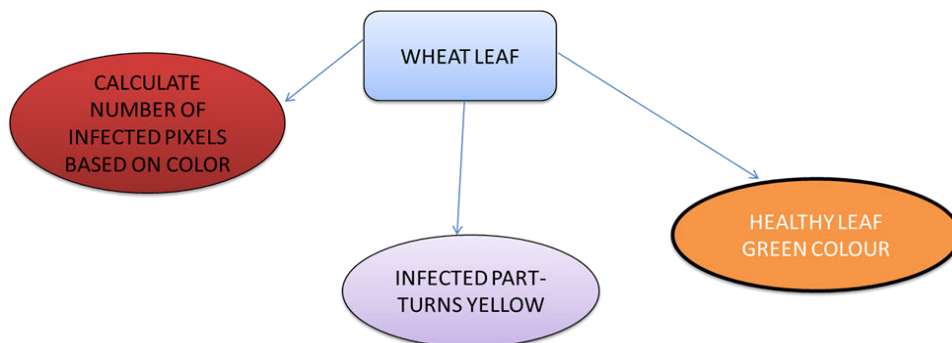 WHEAT LEAF
CALCULATE
NUMBER OF
INFECTED PIXELS
BASED ON COLOR
INFECTED PART-
TURNS YELLOW
HEALTHY LEAF
GREEN COLOUR